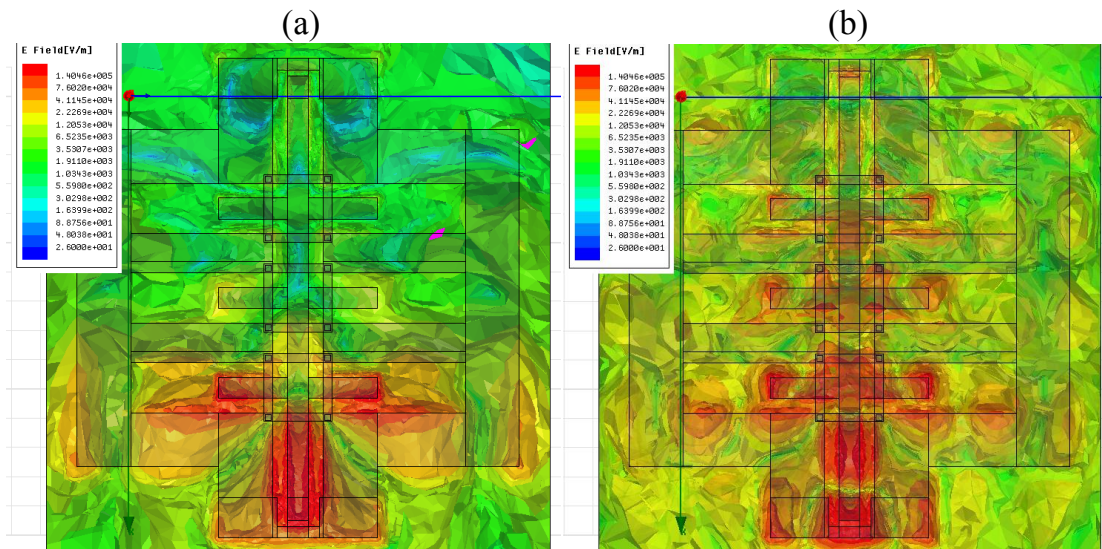 (a)
(b)
E Field[V/m]
1.4046e+005
7.6020e+004
4.1145e+004
2.2269e+004
1.2053e+004
6.5235e+003
3.5307e+003
1.9110e+003
1.0343e+003
5.5980e+002
3.0298e+002
1.6399e+002
8.8756e+001
4.8038e+001
2.6000e+001
E Field[V/m]
1.4046e+005
7.6020e+004
4.1145e+004
2.2269e+004
1.2053e+004
6.5235e+003
3.5307e+003
1.9110e+003
1.0343e+003
5.5980e+002
3.0298e+002
1.6399e+002
8.8756e+001
4.8038e+001
2.6000e+001